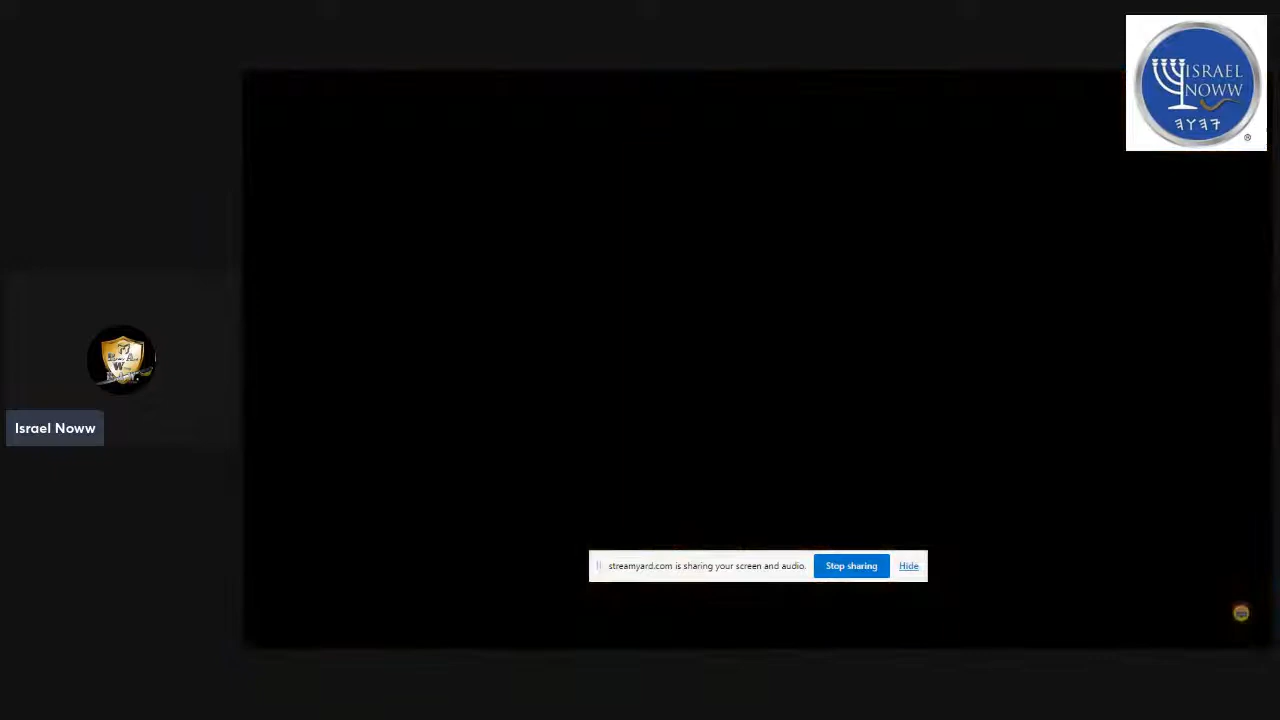 ISRAEL
NOWW
𐤉𐤄𐤅𐤄
®
Israel Noww
streamyard.com is sharing your screen and audio. Stop sharing Hide